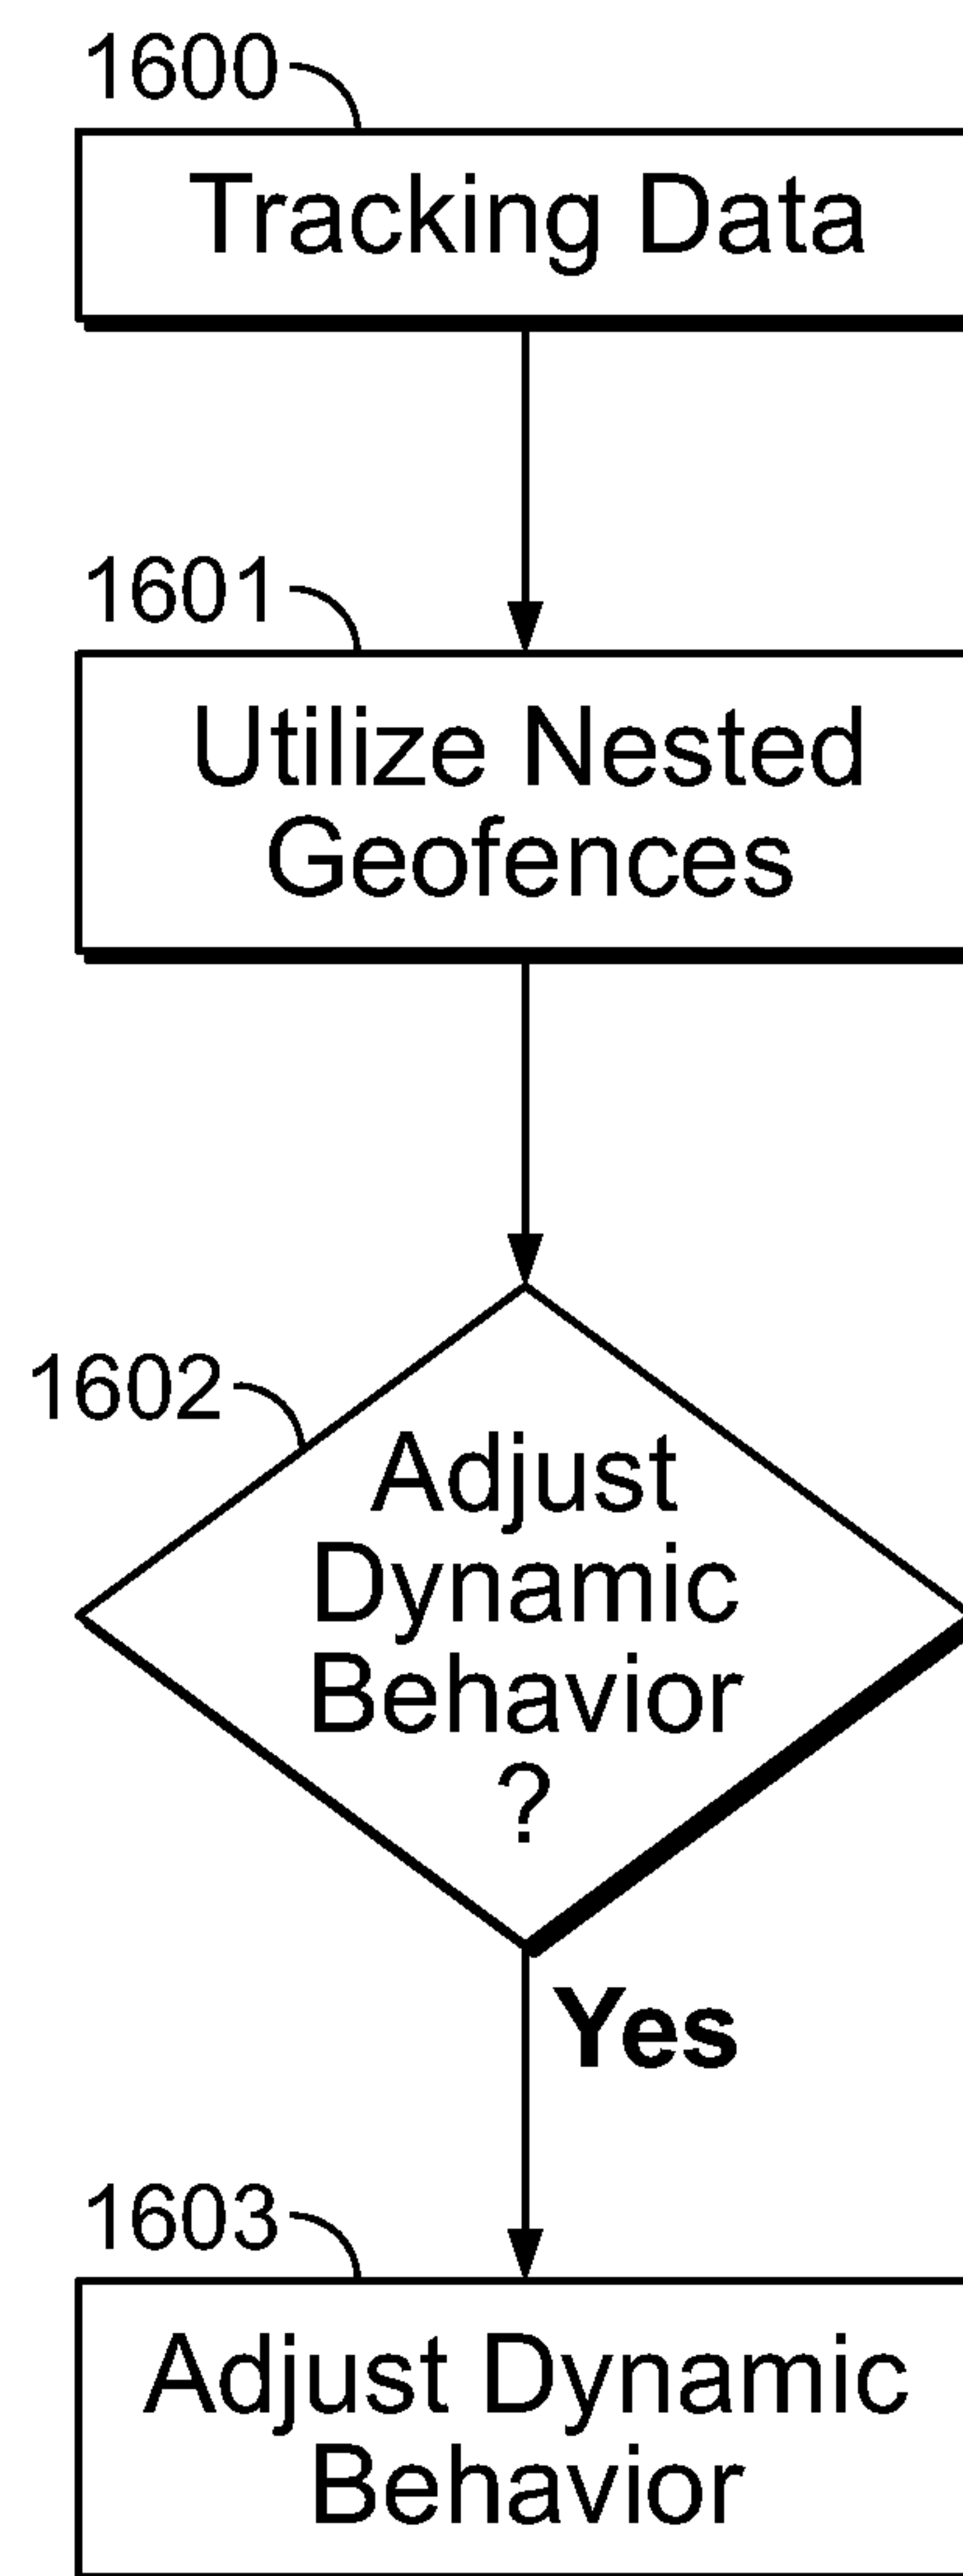 1600
Tracking Data
1601
Utilize Nested
Geofences
1602
Adjust
Dynamic
Behavior
?
Yes
1603
Adjust Dynamic
Behavior